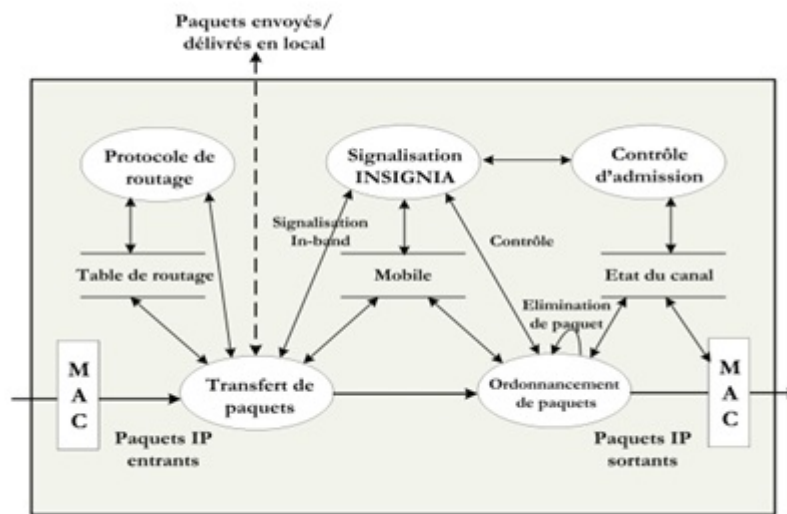 Paquets envoyés/
délivrés en local
Protocole de
routage
Signalisation
INSIGNIA
Contrôle
d'admission
Signalisation
In-band
Contrôle
Table de routage
Mobile
Etat du canal
Elimination
de paquet
M
A
C
Transfert de
paquets
Ordonnancement
de paquets
M
A
C
Paquets IP
entrants
Paquets IP
sortants